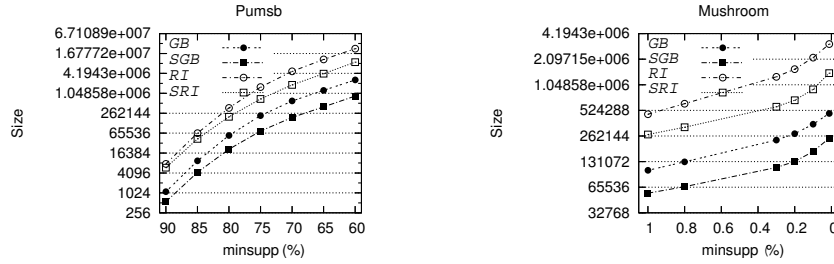 Pumsb
6.71089e+007
1.67772e+007
4.1943e+006
1.04858e+006
262144
65536
16384
4096
1024
256
Size
GB
SGB
RI
SRI
90 85 80 75 70 65 60
minsupp (%)
Mushroom
4.1943e+006
2.09715e+006
1.04858e+006
524288
262144
131072
65536
32768
Size
GB
SGB
RI
SRI
1 0.8 0.6 0.4 0.2 0
minsupp (%)